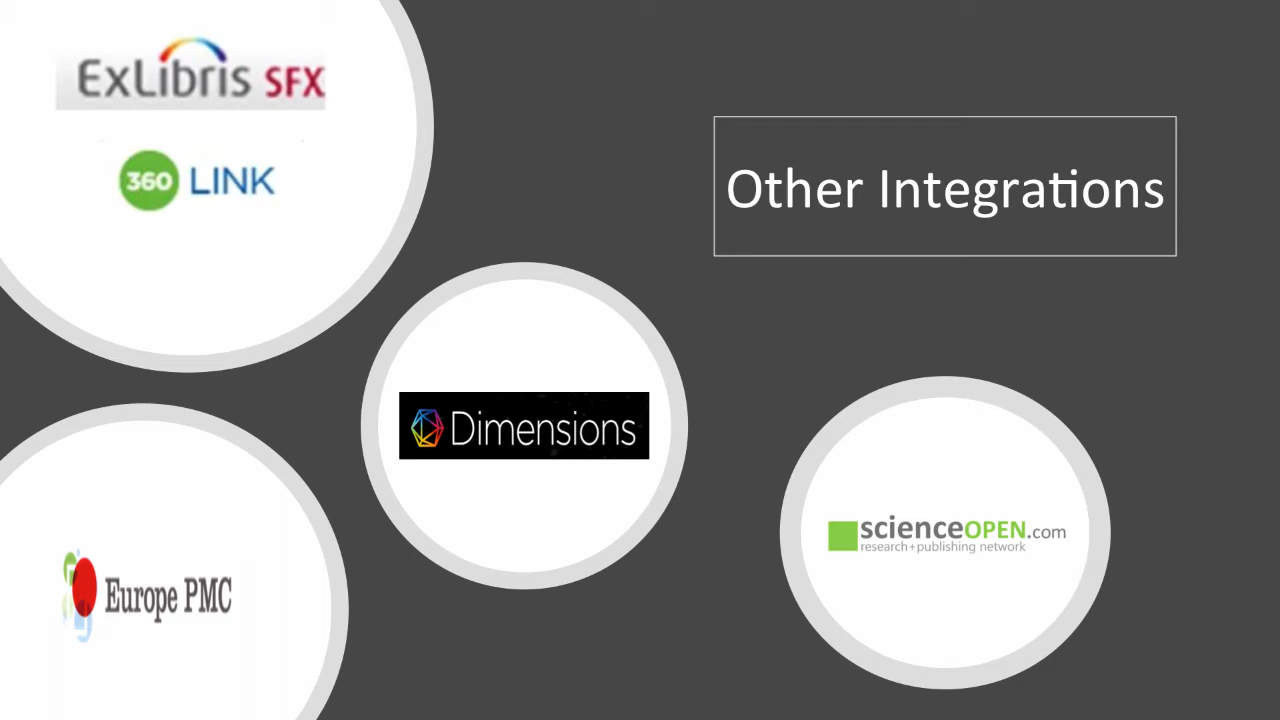 ExLibris SFX
360 LINK
Other Integrations
Dimensions
scienceOPEN.com
research+publishing network
Europe PMC